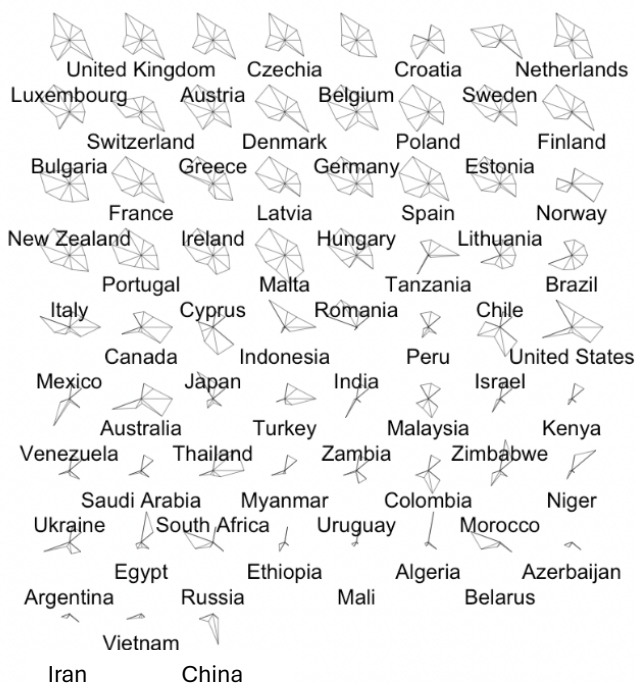 United Kingdom Czechia Croatia Netherlands
Luxembourg Austria Belgium Sweden
Switzerland Denmark Poland Finland
Bulgaria Greece Germany Estonia
France Latvia Spain Norway
New Zealand Ireland Hungary Lithuania
Portugal Malta Tanzania Brazil
Italy Cyprus Romania Chile
Canada Indonesia Peru United States
Mexico Japan India Israel
Australia Turkey Malaysia Kenya
Venezuela Thailand Zambia Zimbabwe
Saudi Arabia Myanmar Colombia Niger
Ukraine South Africa Uruguay Morocco
Egypt Ethiopia Algeria Azerbaijan
Argentina Russia Mali Belarus
Vietnam
Iran China